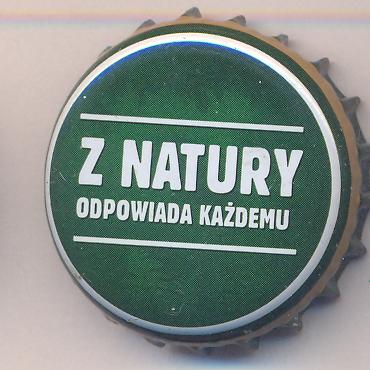 Z NATURY
ODPOWIADA KAŻDEMU